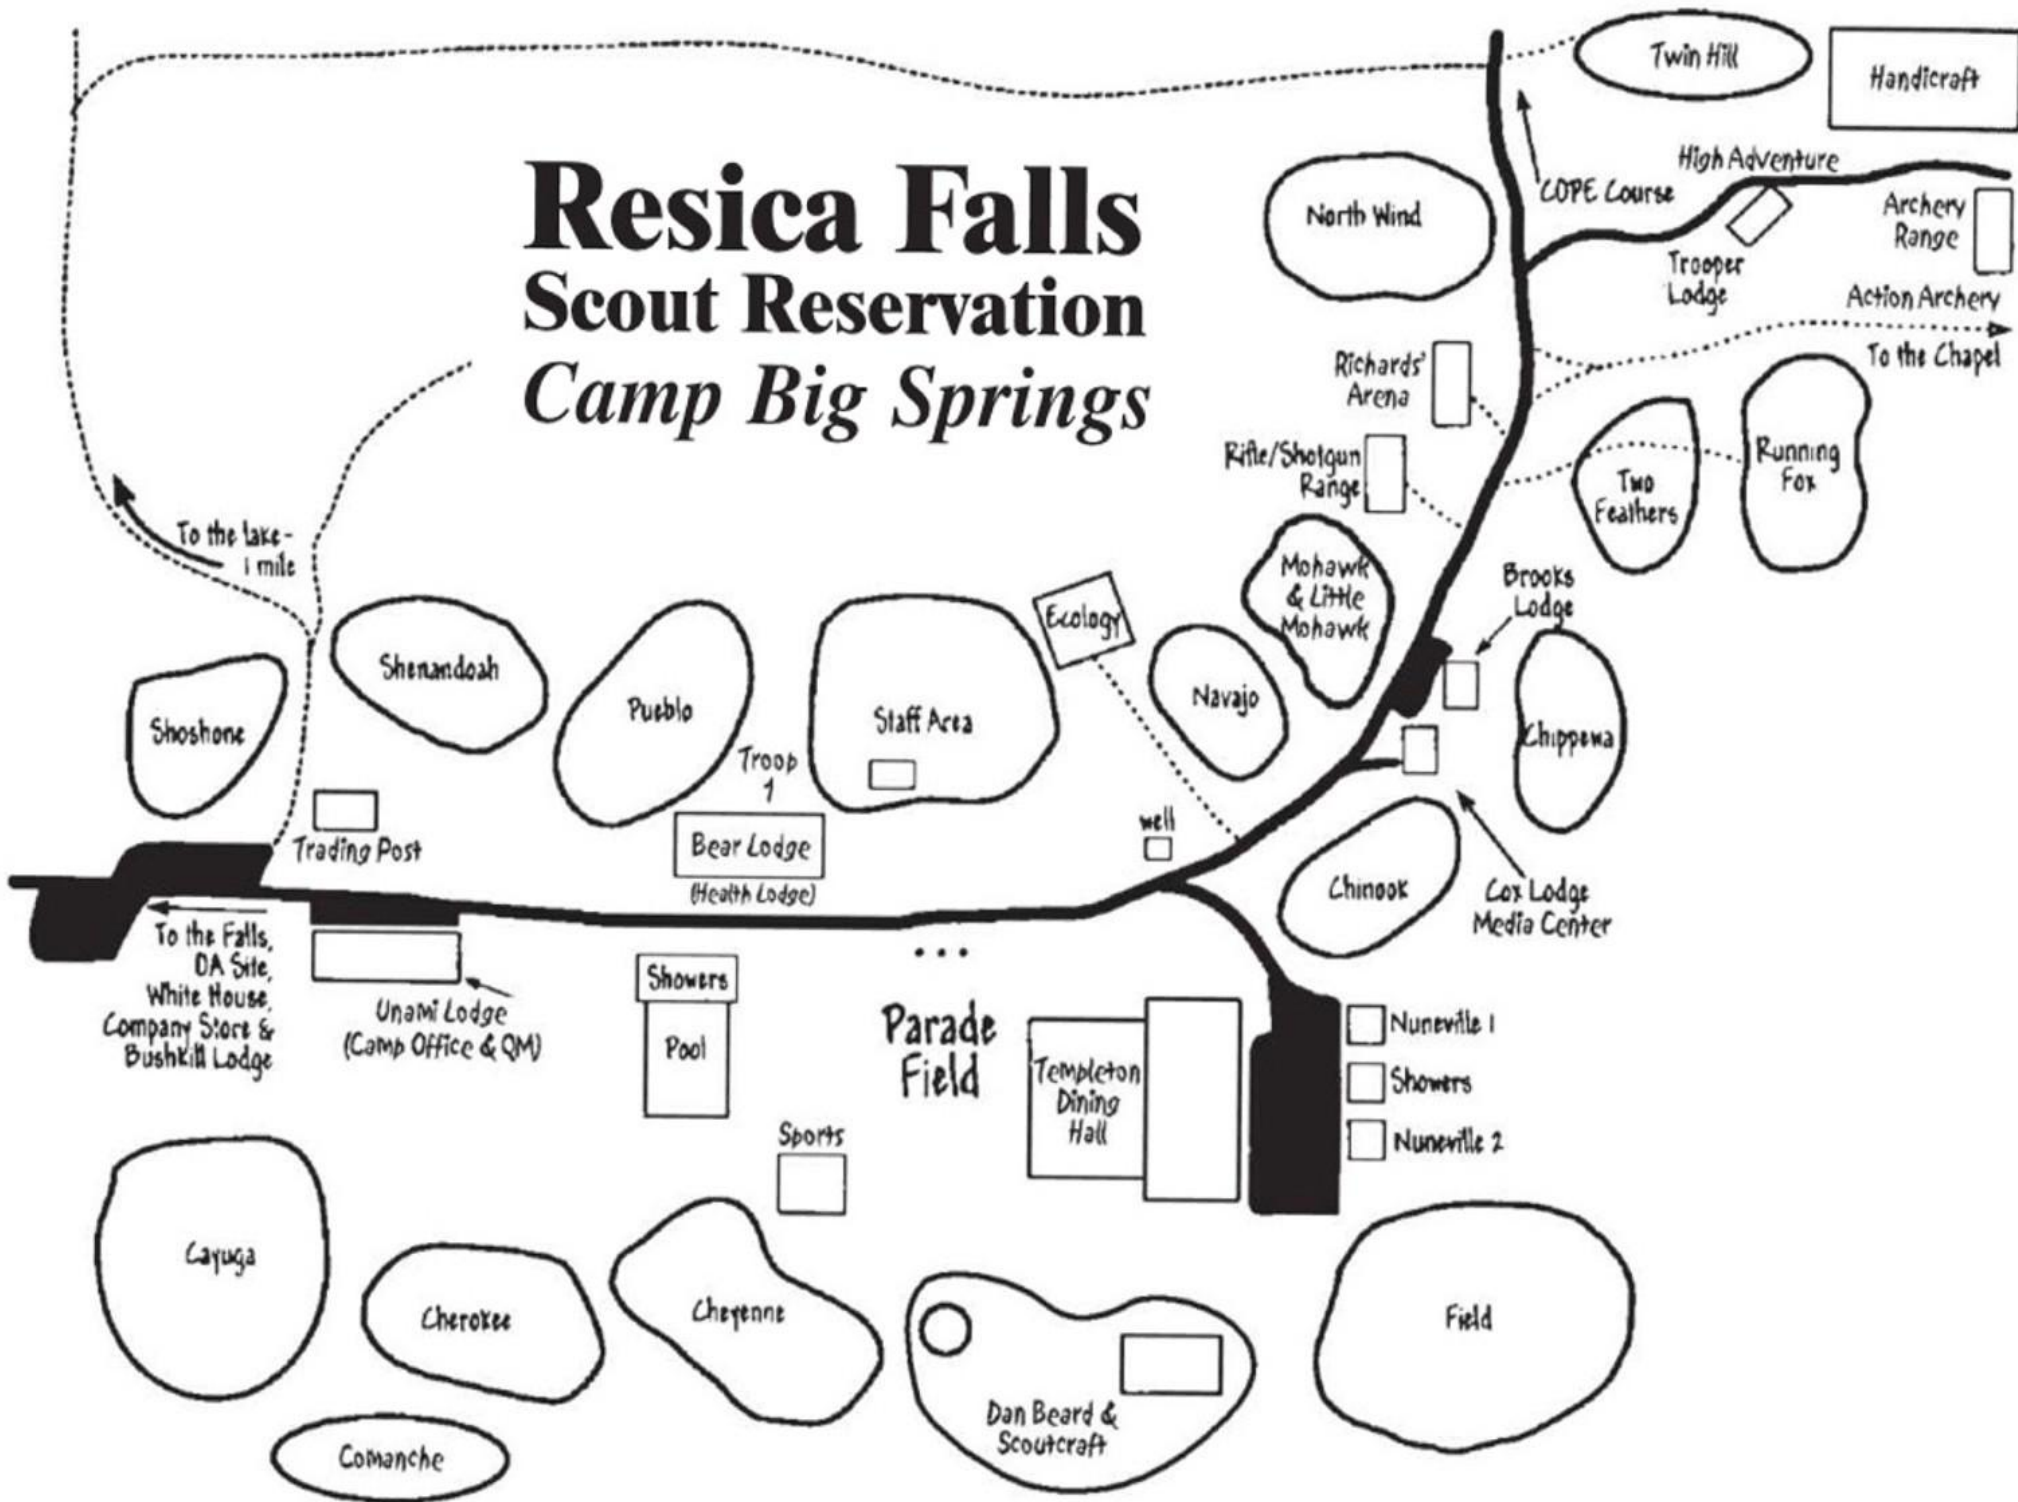 Twin Hill
Handicraft
Resica Falls
Scout Reservation
Camp Big Springs
High Adventure
COPE Course
North Wind
Archery
Range
Trooper
Lodge
Action Archery
To the Chapel
Richards'
Arena
Rifle/Shotgun
Range
Running
Fox
Two
Feathers
To the lake-
1 mile
Mohawk
& Little
Mohawk
Brooks
Lodge
Ecology
Shenandoah
Pueblo
Staff Area
Navajo
Shoshone
Chippewa
Troop
1
Trading Post
Bear Lodge
(Health Lodge)
well
Chinook
Cox Lodge
Media Center
To the Falls,
OA Site,
White House,
Company Store &
Bushkill Lodge
Unami Lodge
(Camp Office & QM)
Showers
Pool
Parade
Field
Templeton
Dining
Hall
Nuneville 1
Showers
Nuneville 2
Sports
Cayuga
Cherokee
Cheyenne
Field
Dan Beard &
Scoutcraft
Comanche